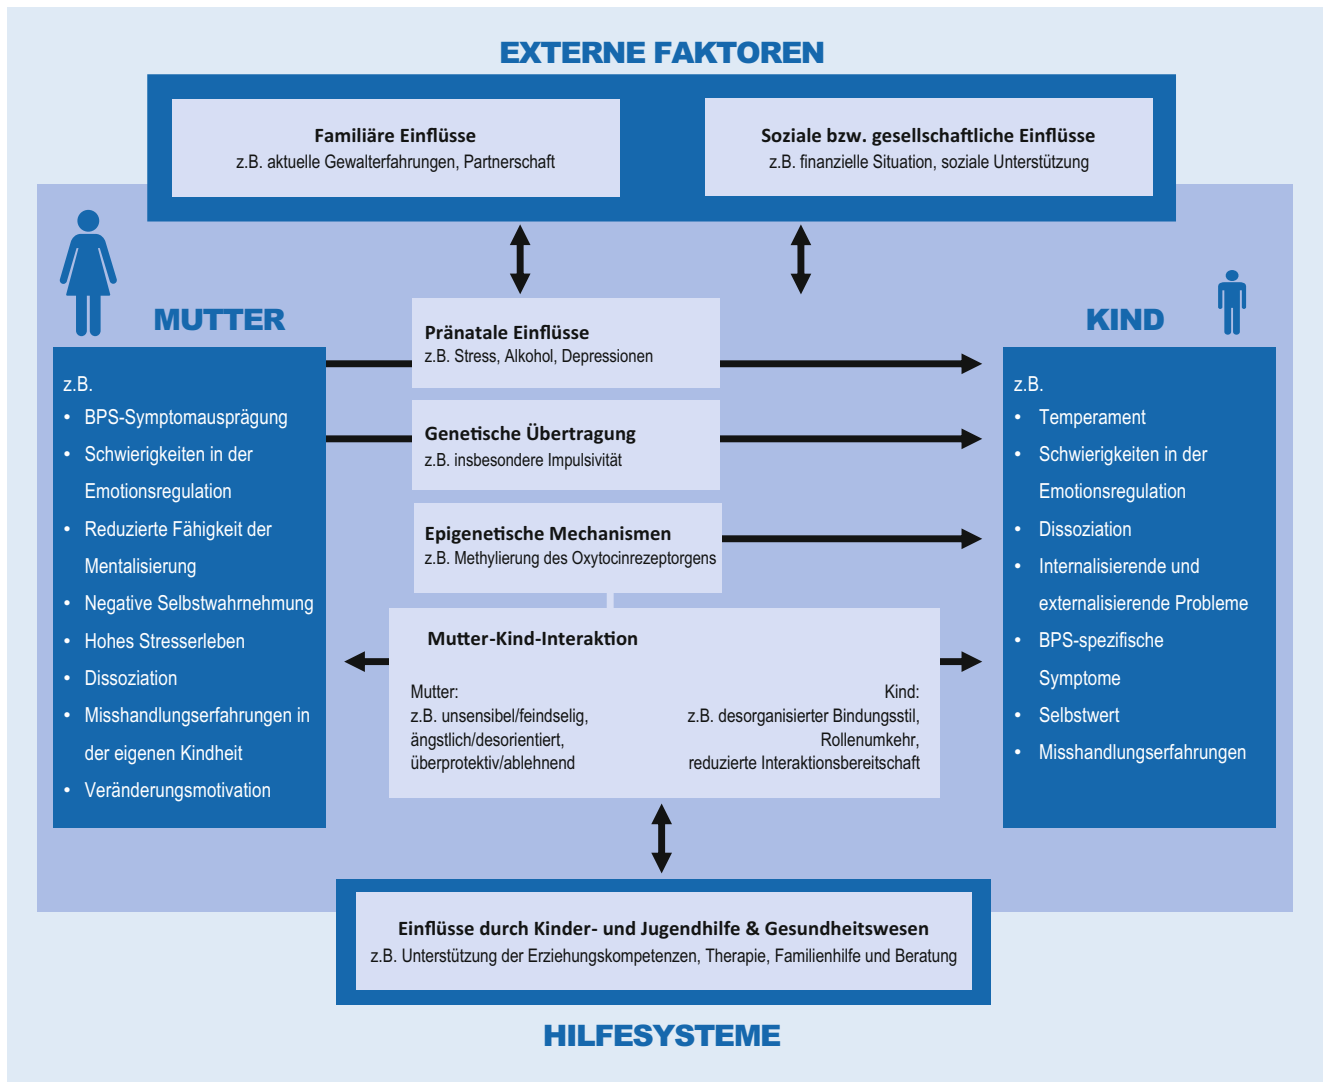 EXTERNE FAKTOREN
Familiäre Einflüsse
z.B. aktuelle Gewalterfahrungen, Partnerschaft
Soziale bzw. gesellschaftliche Einflüsse
z.B. finanzielle Situation, soziale Unterstützung
MUTTER
z.B.
• BPS-Symptomausprägung
• Schwierigkeiten in der
Emotionsregulation
• Reduzierte Fähigkeit der
Mentalisierung
• Negative Selbstwahrnehmung
• Hohes Stresserleben
• Dissoziation
• Misshandlungserfahrungen in
der eigenen Kindheit
• Veränderungsmotivation
Pränatale Einflüsse
z.B. Stress, Alkohol, Depressionen
Genetische Übertragung
z.B. insbesondere Impulsivität
Epigenetische Mechanismen
z.B. Methylierung des Oxytocinrezeptorgens
Mutter-Kind-Interaktion
Mutter:
z.B. unsensibel/feindselig,
ängstlich/desorientiert,
überprotektiv/ablehnend
Kind:
z.B. desorganisierter Bindungsstil,
Rollenumkehr,
reduzierte Interaktionsbereitschaft
KIND
z.B.
• Temperament
• Schwierigkeiten in der
Emotionsregulation
• Dissoziation
• Internalisierende und
externalisierende Probleme
• BPS-spezifische
Symptome
• Selbstwert
• Misshandlungserfahrungen
Einflüsse durch Kinder- und Jugendhilfe & Gesundheitswesen
z.B. Unterstützung der Erziehungskompetenzen, Therapie, Familienhilfe und Beratung
HILFESYSTEME